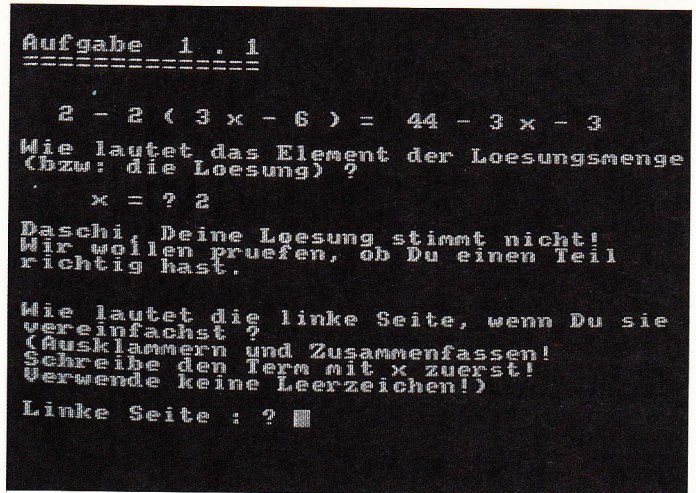 Aufgabe 1 . 1
==============
2 - 2 ( 3 x - 6 ) = 44 - 3 x - 3
Wie lautet das Element der Loesungsmenge
(bzw: die Loesung) ?
x = ? 2
Daschi, Deine Loesung stimmt nicht!
Wir wollen pruefen, ob Du einen Teil
richtig hast.
Wie lautet die linke Seite, wenn Du sie
vereinfachst ?
(Ausklammern und Zusammenfassen!
Schreibe den Term mit x zuerst!
Verwende keine Leerzeichen!)
Linke Seite : ?